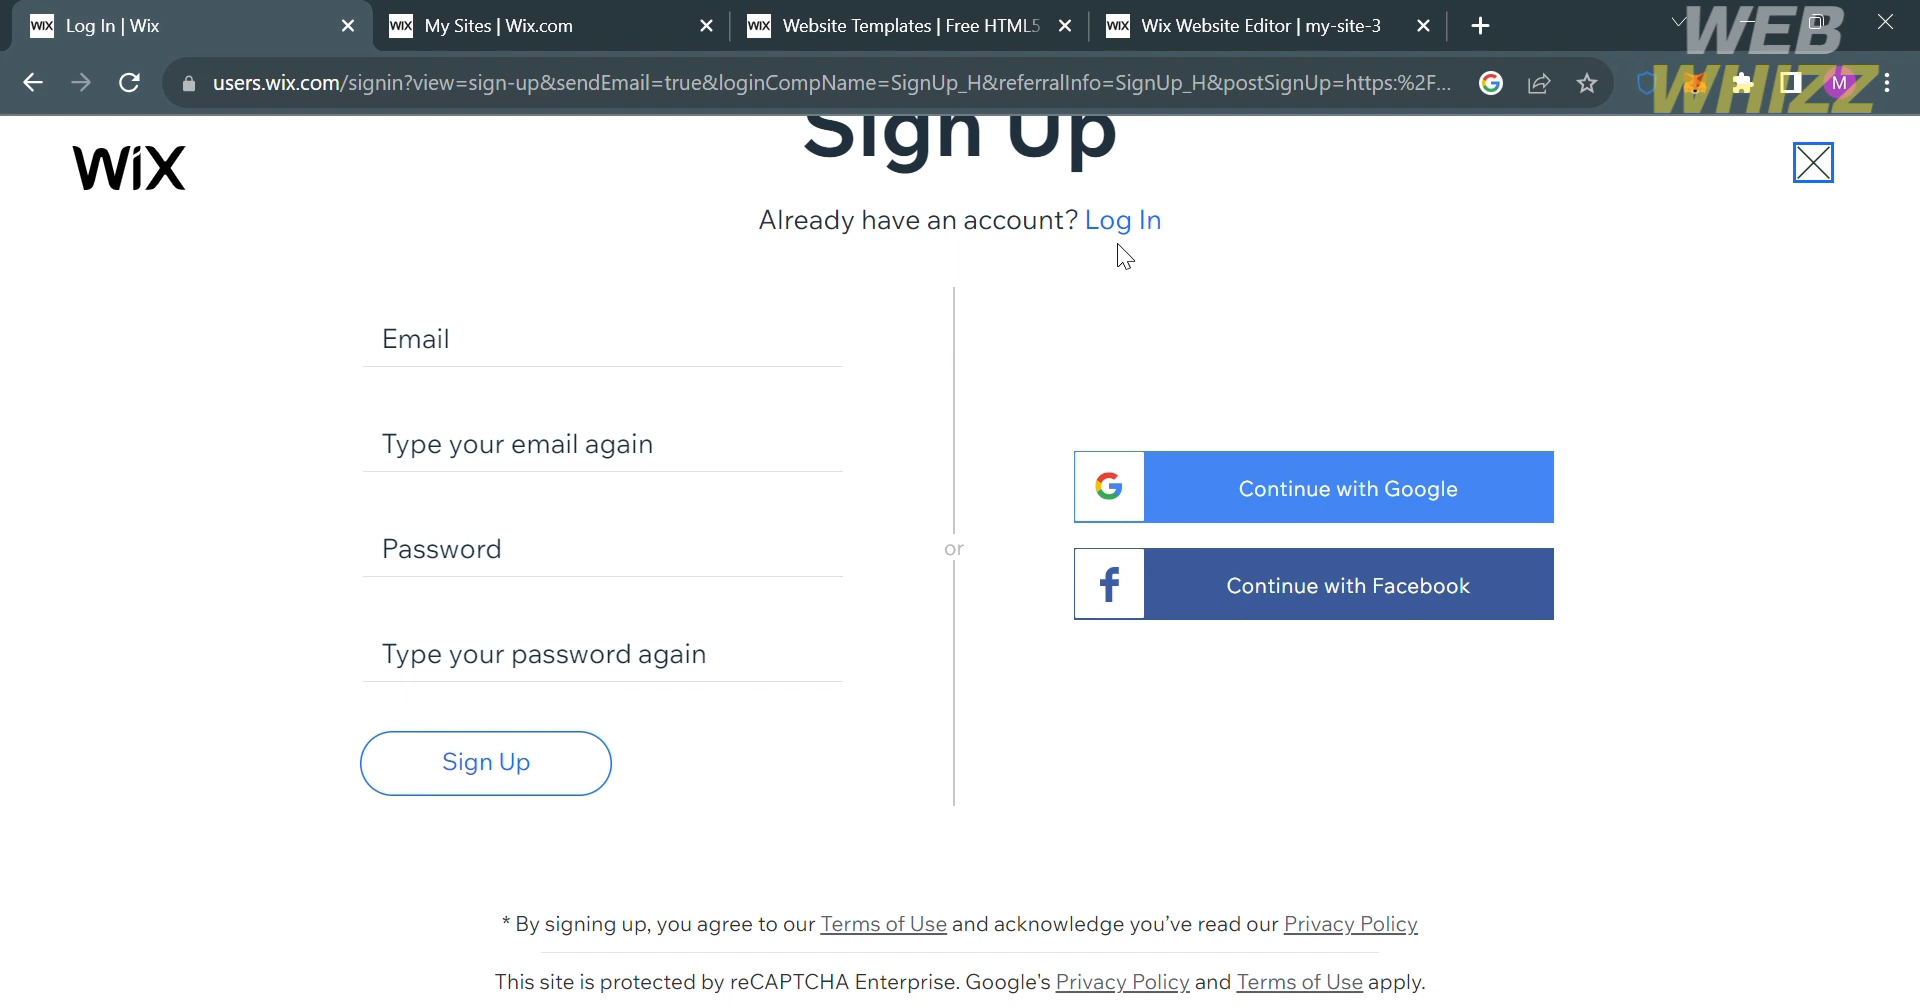 WIX Log In | Wix
WIX My Sites | Wix.com
WIX Website Templates | Free HTML5
WIX Wix Website Editor | my-site-3
WEB
WHIZZ
users.wix.com/signin?view=sign-up&sendEmail=true&loginCompName=SignUp_H&referralInfo=SignUp_H&postSignUp=https:%2F...
M
WiX
Sign Up
Already have an account? Log In
Email
Type your email again
Password
Type your password again
Sign Up
or
G Continue with Google
f Continue with Facebook
* By signing up, you agree to our Terms of Use and acknowledge you've read our Privacy Policy
This site is protected by reCAPTCHA Enterprise. Google's Privacy Policy and Terms of Use apply.